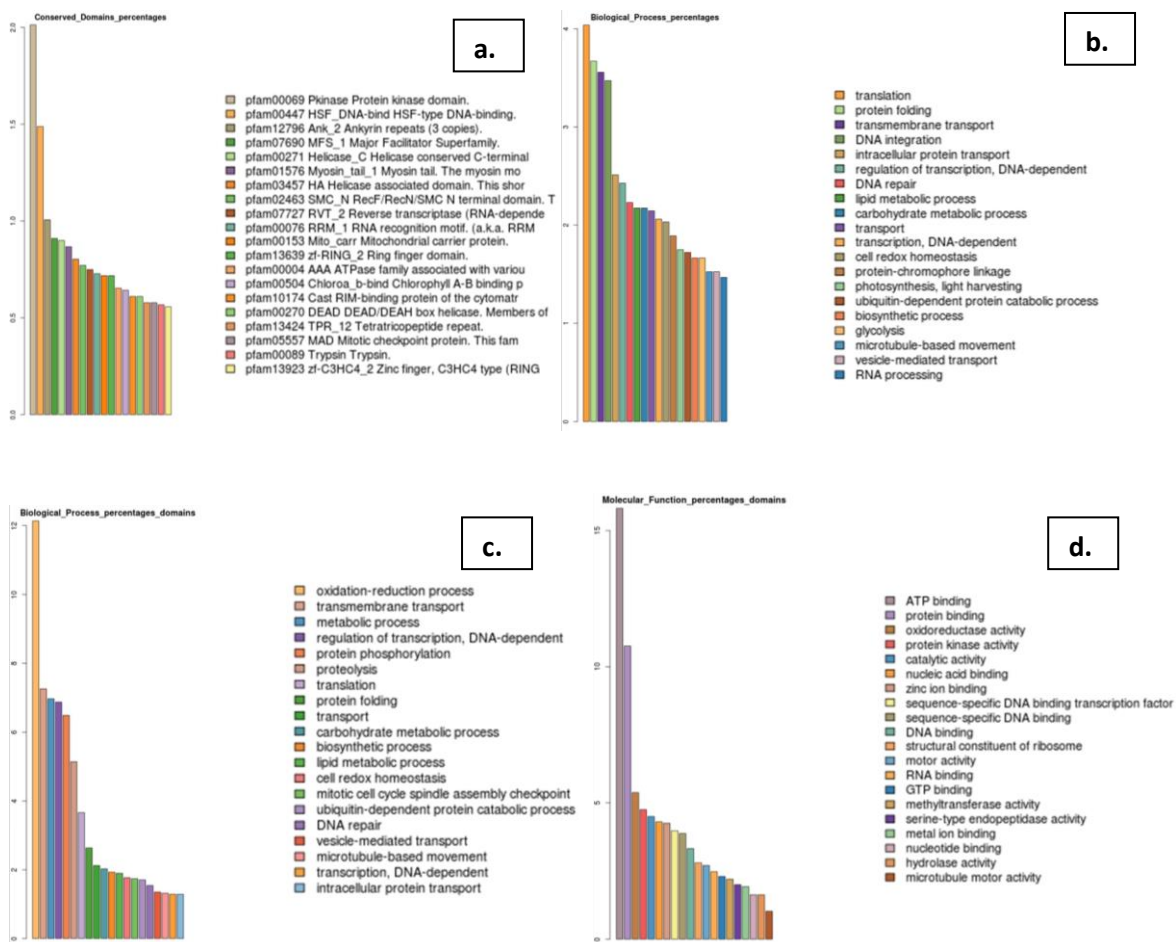 Conserved_Domains_percentages
a.
2.0
1.5
1.0
0.5
0.0
pfam00069 Pkinase Protein kinase domain.
pfam00447 HSF_DNA-bind HSF-type DNA-binding.
pfam12796 Ank_2 Ankyrin repeats (3 copies).
pfam07690 MFS_1 Major Facilitator Superfamily.
pfam00271 Helicase_C Helicase conserved C-terminal
pfam01576 Myosin_tail_1 Myosin tail. The myosin mo
pfam03457 HA Helicase associated domain. This shor
pfam02463 SMC_N RecF/RecN/SMC N terminal domain. T
pfam07727 RVT_2 Reverse transcriptase (RNA-depende
pfam00076 RRM_1 RNA recognition motif. (a.k.a. RRM
pfam00153 Mito_carr Mitochondrial carrier protein.
pfam13639 zf-RING_2 Ring finger domain.
pfam00004 AAA ATPase family associated with variou
pfam00504 Chloroa_b-bind Chlorophyll A-B binding p
pfam10174 Cast RIM-binding protein of the cytomatr
pfam00270 DEAD DEAD/DEAH box helicase. Members of
pfam13424 TPR_12 Tetratricopeptide repeat.
pfam05557 MAD Mitotic checkpoint protein. This fam
pfam00089 Trypsin Trypsin.
pfam13923 zf-C3HC4_2 Zinc finger, C3HC4 type (RING
Biological_Process_percentages
b.
4
3
2
1
0
translation
protein folding
transmembrane transport
DNA integration
intracellular protein transport
regulation of transcription, DNA-dependent
DNA repair
lipid metabolic process
carbohydrate metabolic process
transport
transcription, DNA-dependent
cell redox homeostasis
protein-chromophore linkage
photosynthesis, light harvesting
ubiquitin-dependent protein catabolic process
biosynthetic process
glycolysis
microtubule-based movement
vesicle-mediated transport
RNA processing
Biological_Process_percentages_domains
c.
12
10
8
6
4
2
0
oxidation-reduction process
transmembrane transport
metabolic process
regulation of transcription, DNA-dependent
protein phosphorylation
proteolysis
translation
protein folding
transport
carbohydrate metabolic process
biosynthetic process
lipid metabolic process
cell redox homeostasis
mitotic cell cycle spindle assembly checkpoint
ubiquitin-dependent protein catabolic process
DNA repair
vesicle-mediated transport
microtubule-based movement
transcription, DNA-dependent
intracellular protein transport
Molecular_Function_percentages_domains
d.
15
10
5
0
ATP binding
protein binding
oxidoreductase activity
protein kinase activity
catalytic activity
nucleic acid binding
zinc ion binding
sequence-specific DNA binding transcription factor
sequence-specific DNA binding
DNA binding
structural constituent of ribosome
motor activity
RNA binding
GTP binding
methyltransferase activity
serine-type endopeptidase activity
metal ion binding
nucleotide binding
hydrolase activity
microtubule motor activity